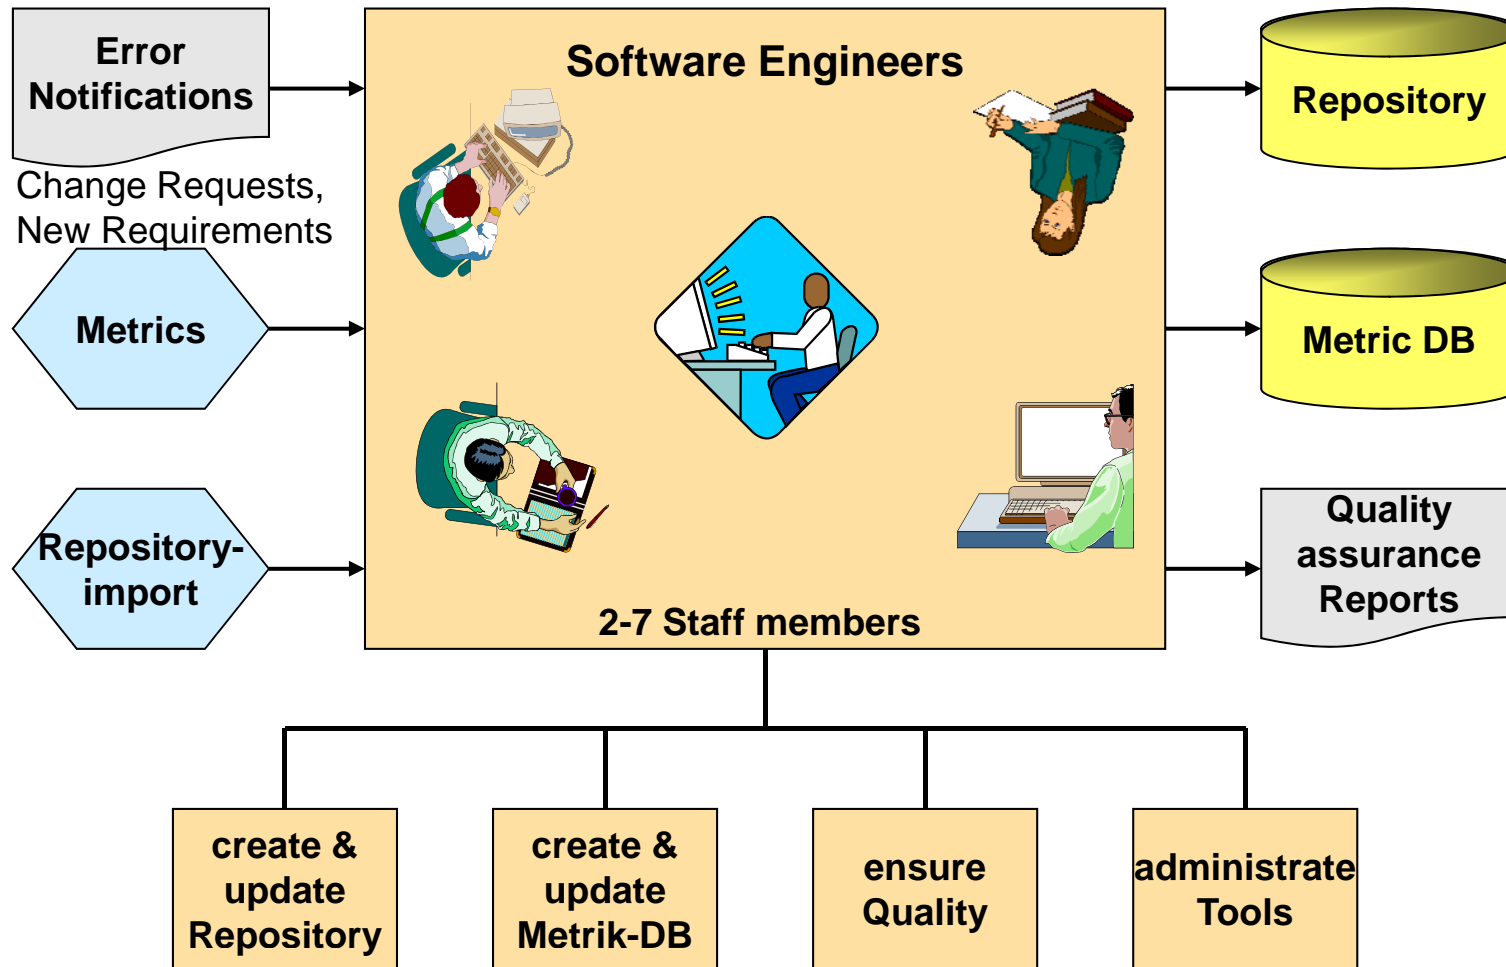 Error
Notifications
Change Requests,
New Requirements
Metrics
Repository-
import
Software Engineers
2-7 Staff members
Repository
Metric DB
Quality
assurance
Reports
create &
update
Repository
create &
update
Metrik-DB
ensure
Quality
administrate
Tools